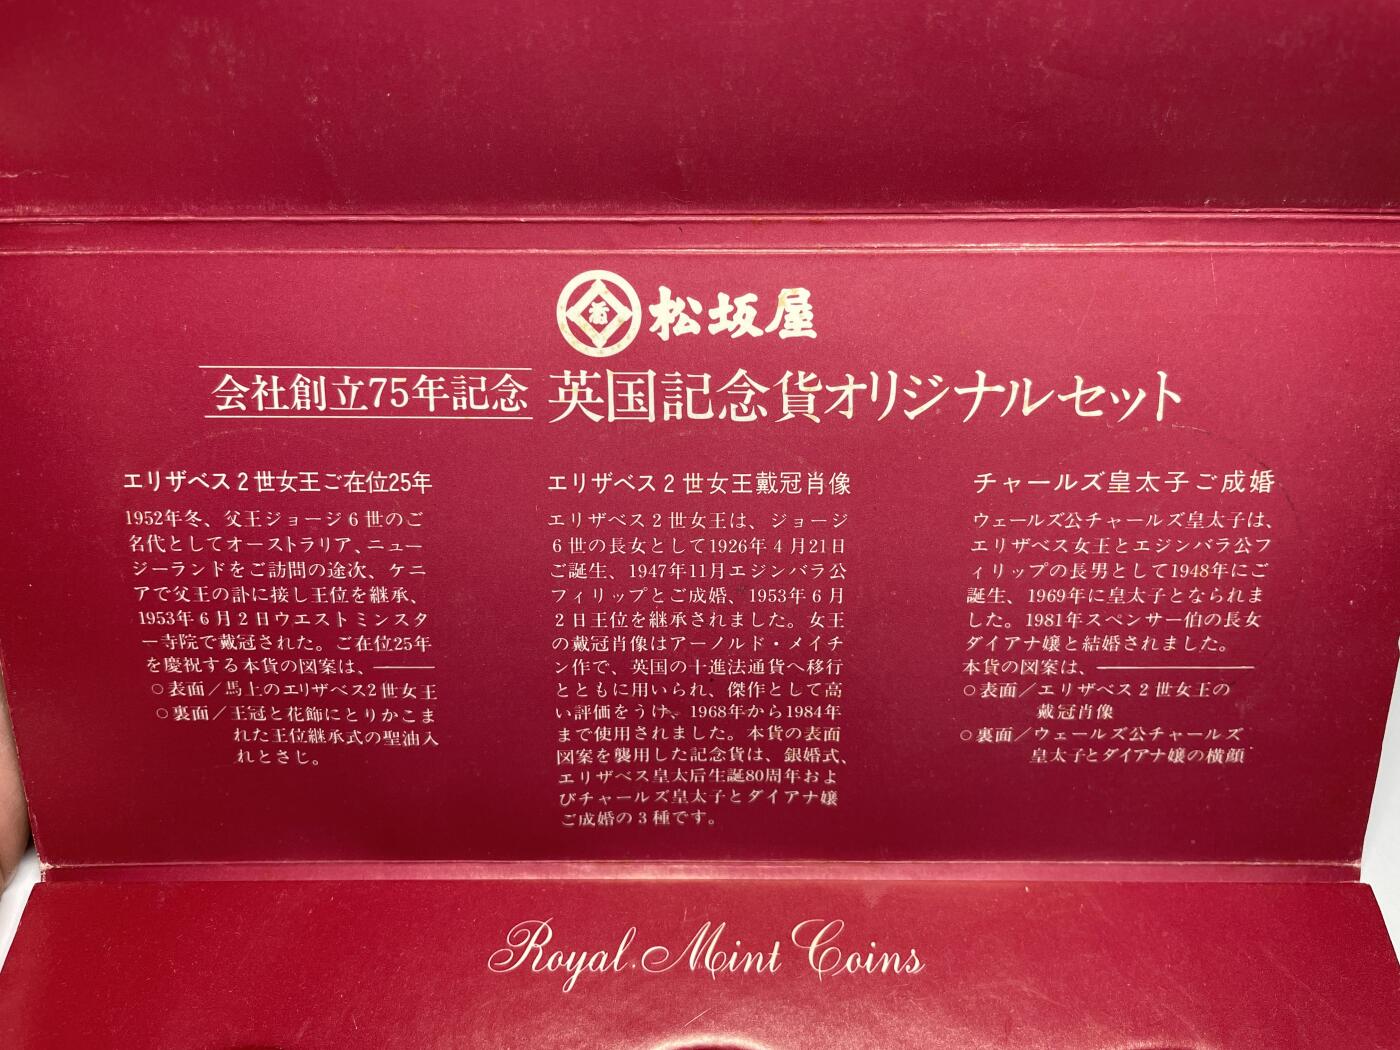 松坂屋
会社創立75年記念 英国記念貨オリジナルセット
エリザベス2世女王ご在位25年
1952年冬、父王ジョージ6世のご
名代としてオーストラリア、ニュー
ジーランドをご訪問の途次、ケニ
アで父王の訃に接し王位を継承、
1953年6月2日ウエストミンスタ
ー寺院で戴冠された。ご在位25年
を慶祝する本貨の図案は、――
○表面/馬上のエリザベス2世女王
○裏面/王冠と花飾にとりかこま
れた王位継承式の聖油入
れとさじ。
エリザベス2世女王戴冠肖像
エリザベス2世女王は、ジョージ
6世の長女として1926年4月21日
ご誕生、1947年11月エジンバラ公
フィリップとご成婚、1953年6月
2日王位を継承されました。女王
の戴冠肖像はアーノルド・メイチ
ン作で、英国の十進法通貨へ移行
とともに用いられ、傑作として高
い評価をうけ、1968年から1984年
まで使用されました。本貨の表面
図案を襲用した記念貨は、銀婚式、
エリザベス皇太后生誕80周年およ
びチャールズ皇太子とダイアナ嬢
ご成婚の3種です。
チャールズ皇太子ご成婚
ウェールズ公チャールズ皇太子は、
エリザベス女王とエジンバラ公フ
ィリップの長男として1948年にご
誕生、1969年に皇太子となられま
した。1981年スペンサー伯の長女
ダイアナ嬢と結婚されました。
本貨の図案は、――――
○表面/エリザベス2世女王の
戴冠肖像
○裏面/ウェールズ公チャールズ
皇太子とダイアナ嬢の横顔
Royal Mint Coins